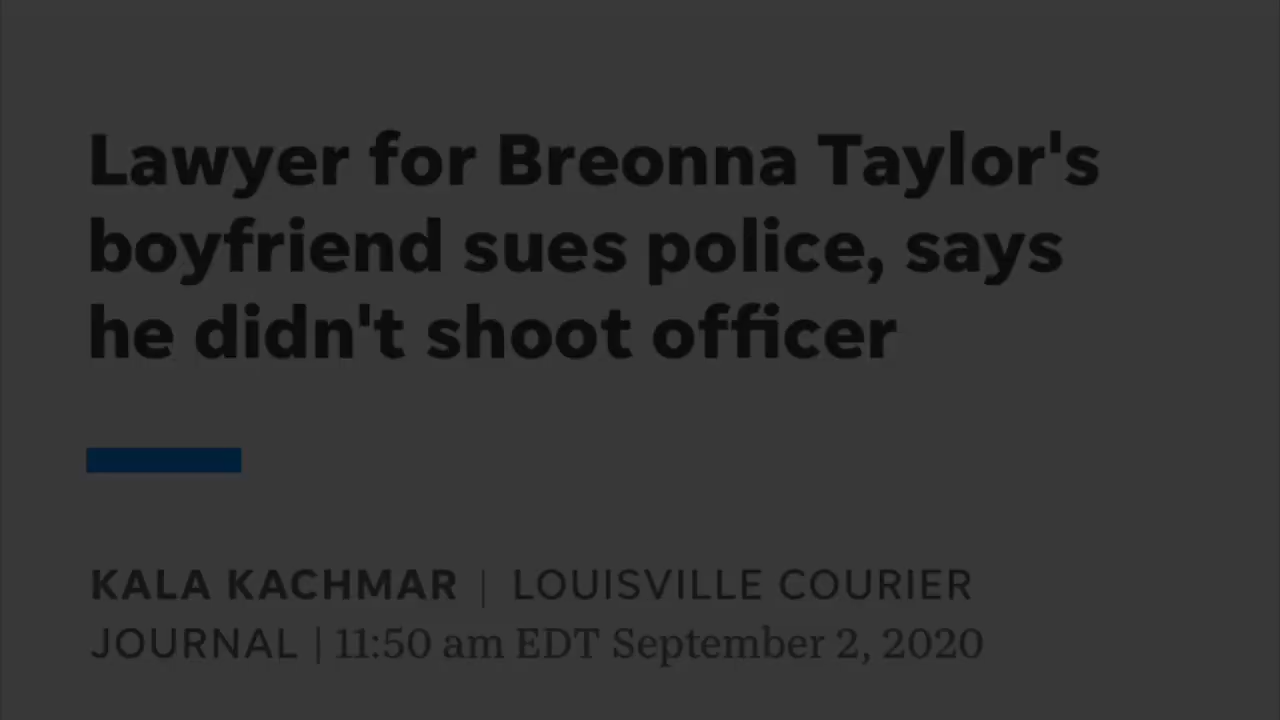 Lawyer for Breonna Taylor's
boyfriend sues police, says
he didn't shoot officer
KALA KACHMAR | LOUISVILLE COURIER
JOURNAL | 11:50 am EDT September 2, 2020